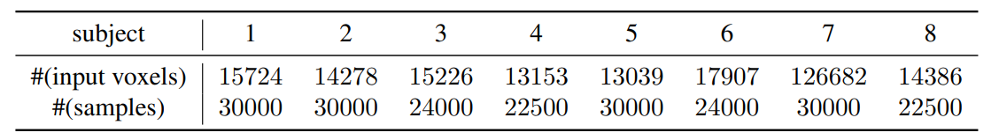 subject 1 2 3 4 5 6 7 8
#(input voxels) 15724 14278 15226 13153 13039 17907 126682 14386
#(samples) 30000 30000 24000 22500 30000 24000 30000 22500